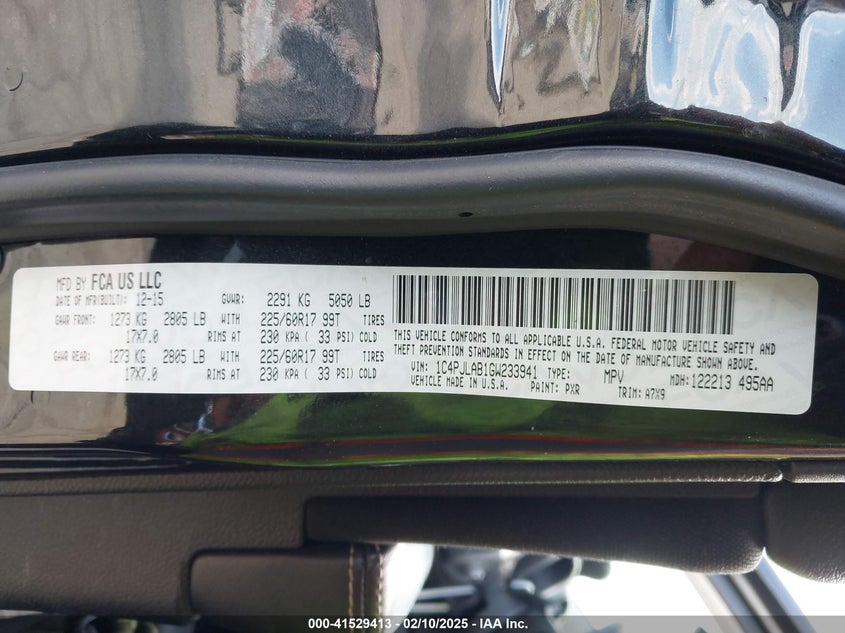 MFD BY FCA US LLC
DATE OF MFR(BUILT): 12-15 GVWR: 2291 KG 5050 LB
GAWR FRONT: 1273 KG 2805 LB WITH 225/60R17 99T TIRES
17X7.0 RIMS AT 230 KPA ( 33 PSI) COLD
GAWR REAR: 1273 KG 2805 LB WITH 225/60R17 99T TIRES
17X7.0 RIMS AT 230 KPA ( 33 PSI) COLD
THIS VEHICLE CONFORMS TO ALL APPLICABLE U.S.A. FEDERAL MOTOR VEHICLE SAFETY AND
THEFT PREVENTION STANDARDS IN EFFECT ON THE DATE OF MANUFACTURE SHOWN ABOVE.
VIN: 1C4PJLAB1GW233941 TYPE: MPV MDH: 122213 495AA
VEHICLE MADE IN U.S.A. PAINT: PXR TRIM: A7X9
000-41529413 - 02/10/2025 - IAA Inc.